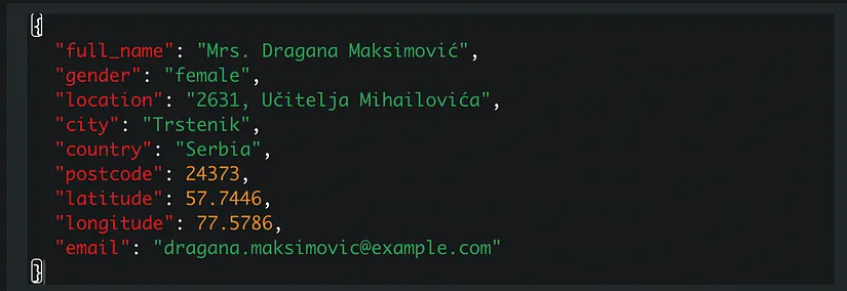 {
"full_name": "Mrs. Dragana Maksimović",
"gender": "female",
"location": "2631, Učitelja Mihailovića",
"city": "Trstenik",
"country": "Serbia",
"postcode": 24373,
"latitude": 57.7446,
"longitude": 77.5786,
"email": "dragana.maksimovic@example.com"
}